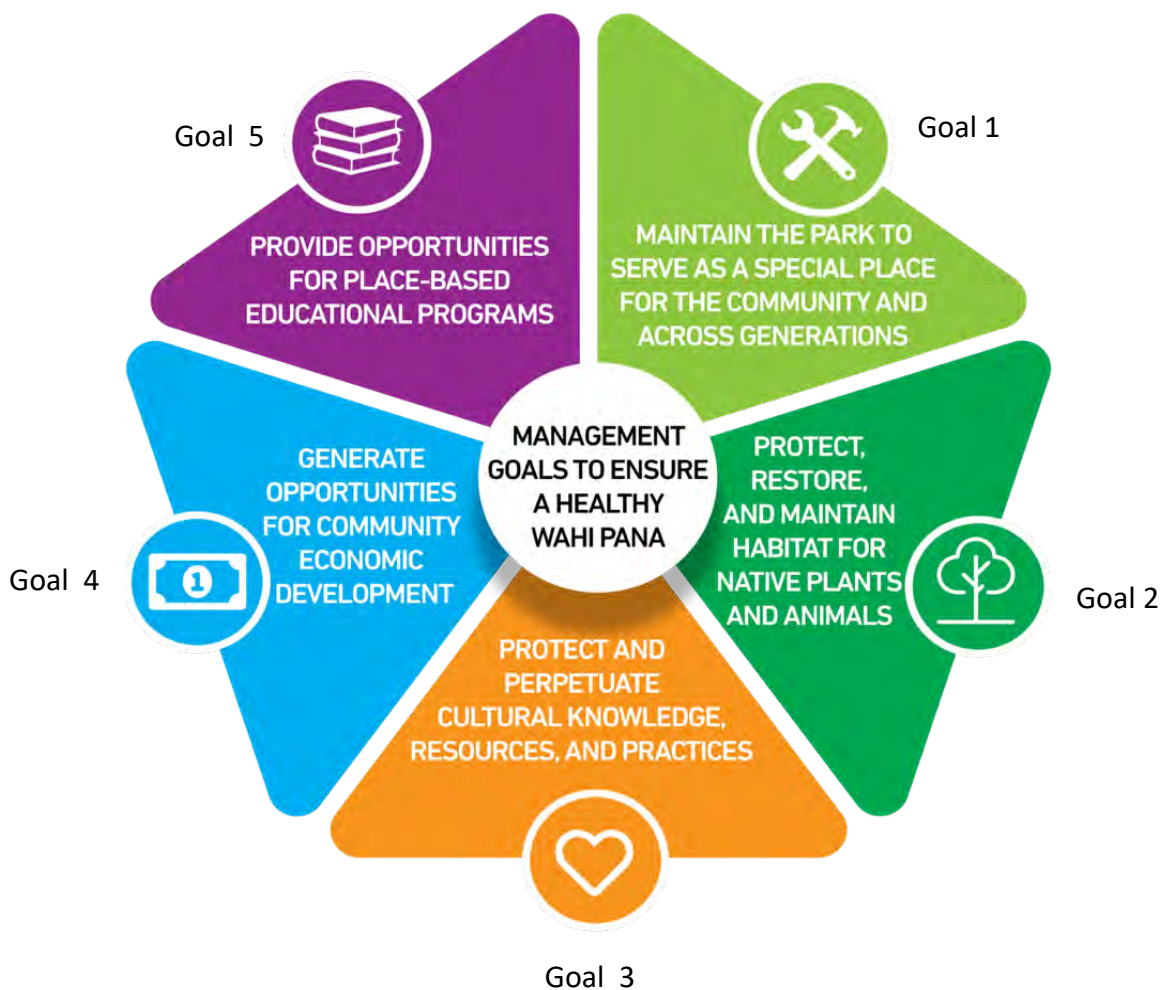 Goal 5
PROVIDE OPPORTUNITIES
FOR PLACE-BASED
EDUCATIONAL PROGRAMS
Goal 1
MAINTAIN THE PARK TO
SERVE AS A SPECIAL PLACE
FOR THE COMMUNITY AND
ACROSS GENERATIONS
MANAGEMENT
GOALS TO ENSURE
A HEALTHY
WAHI PANA
PROTECT,
RESTORE,
AND MAINTAIN
HABITAT FOR
NATIVE PLANTS
AND ANIMALS
Goal 2
PROTECT AND
PERPETUATE
CULTURAL KNOWLEDGE,
RESOURCES, AND PRACTICES
Goal 3
GENERATE
OPPORTUNITIES
FOR COMMUNITY
ECONOMIC
DEVELOPMENT
1
Goal 4